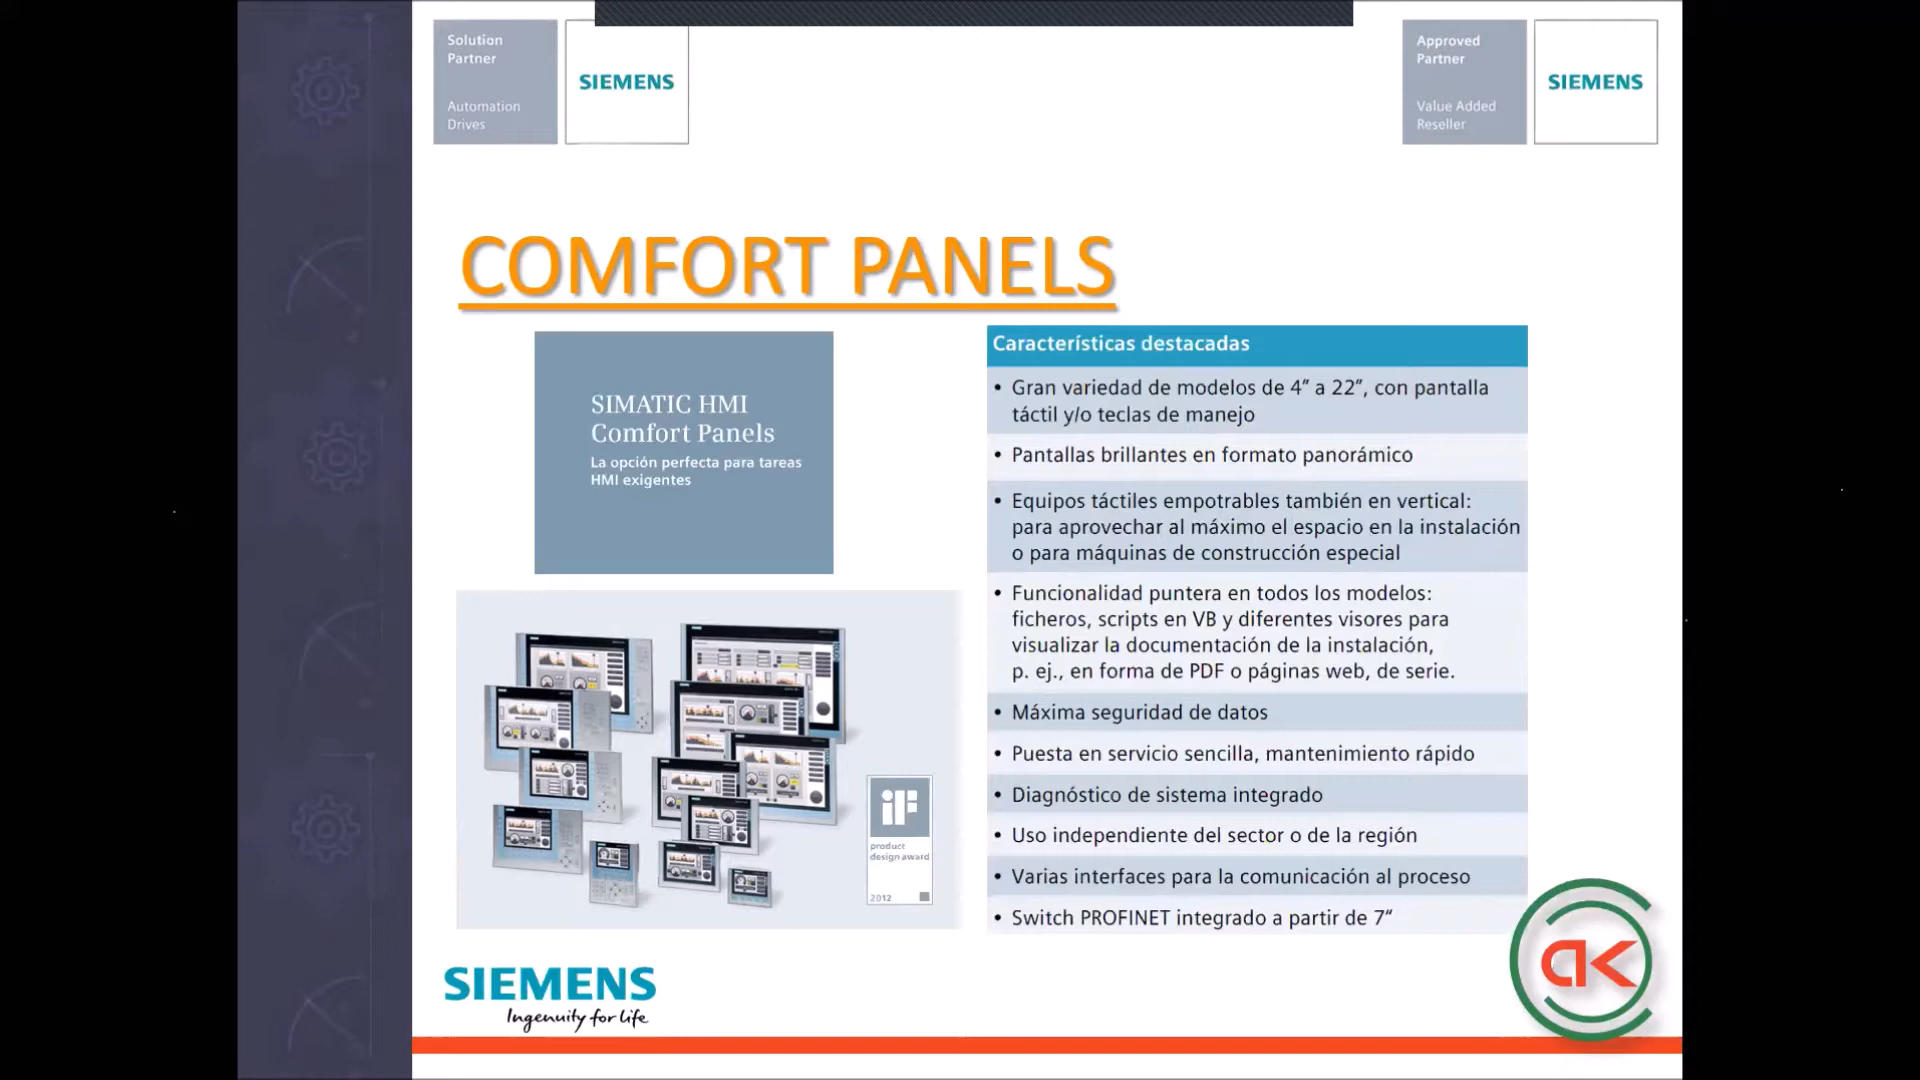 Solution
Partner
Automation
Drives
SIEMENS
Approved
Partner
Value Added
Reseller
SIEMENS
COMFORT PANELS
SIMATIC HMI
Comfort Panels
La opción perfecta para tareas
HMI exigentes
Características destacadas
• Gran variedad de modelos de 4” a 22”, con pantalla
táctil y/o teclas de manejo
• Pantallas brillantes en formato panorámico
• Equipos táctiles empotrables también en vertical:
para aprovechar al máximo el espacio en la instalación
o para máquinas de construcción especial
• Funcionalidad puntera en todos los modelos:
ficheros, scripts en VB y diferentes visores para
visualizar la documentación de la instalación,
p. ej., en forma de PDF o páginas web, de serie.
• Máxima seguridad de datos
• Puesta en servicio sencilla, mantenimiento rápido
• Diagnóstico de sistema integrado
• Uso independiente del sector o de la región
• Varias interfaces para la comunicación al proceso
• Switch PROFINET integrado a partir de 7“
iF
product
design award
2012
SIEMENS
Ingenuity for life